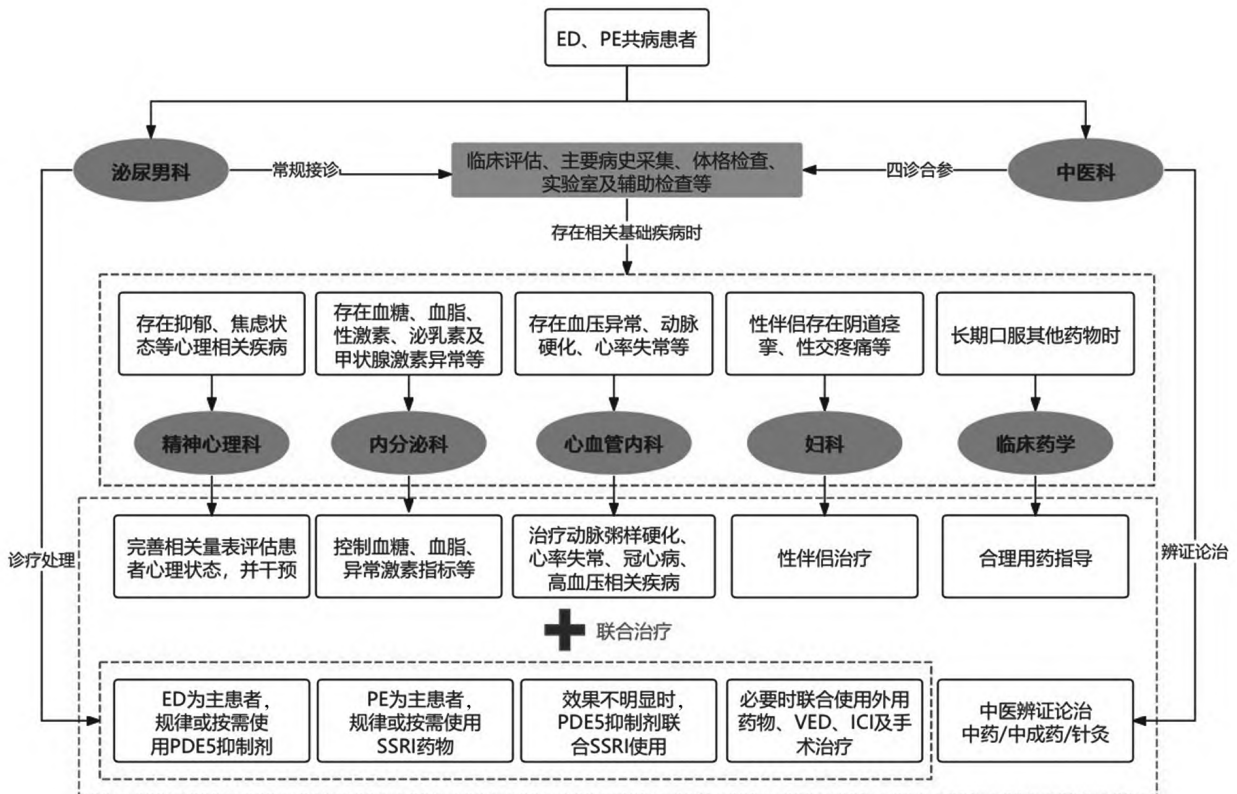 ED、PE共病患者
泌尿男科
常规接诊
临床评估、主要病史采集、体格检查、
实验室及辅助检查等
四诊合参
中医科
存在相关基础疾病时
存在抑郁、焦虑状
态等心理相关疾病
存在血糖、血脂、
性激素、泌乳素及
甲状腺激素异常等
存在血压异常、动脉
硬化、心率失常等
性伴侣存在阴道痉
挛、性交疼痛等
长期口服其他药物时
精神心理科
内分泌科
心血管内科
妇科
临床药学
诊疗处理
完善相关量表评估患
者心理状态，并干预
控制血糖、血脂、
异常激素指标等
治疗动脉粥样硬化、
心率失常、冠心病、
高血压相关疾病
性伴侣治疗
合理用药指导
辨证论治
联合治疗
ED为主患者，
规律或按需使
用PDE5抑制剂
PE为主患者，
规律或按需使用
SSRI药物
效果不明显时，
PDE5抑制剂联
合SSRI使用
必要时联合使用外用
药物、VED、ICI及手
术治疗
中医辨证论治
中药/中成药/针灸